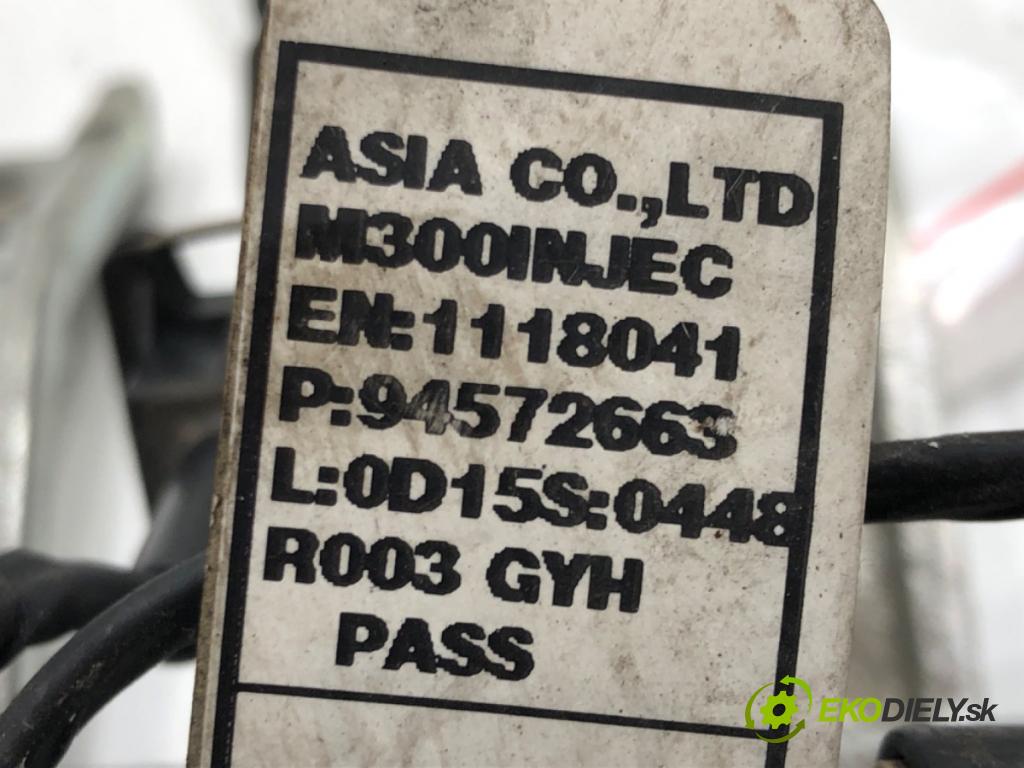 ASIA CO.,LTD
M300INJEC
EN:1118041
P:94572663
L:0D15S:0448
R003 GYH
PASS
EKODIELY.sk